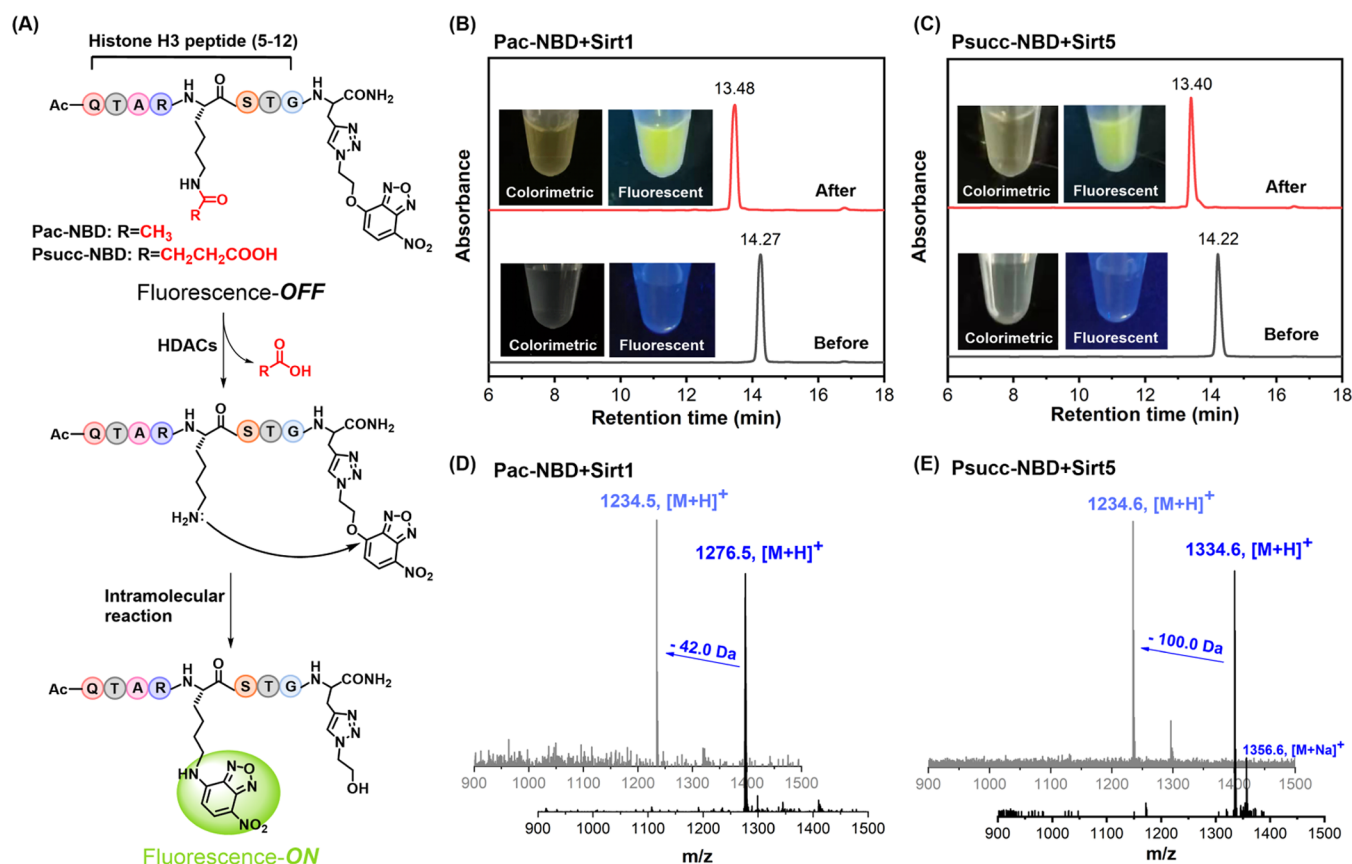 (A)
Histone H3 peptide (5-12)
Ac Q T A R H N O S T G H N CONH2
N N N
HN O
R
O N O N
NO2
Pac-NBD: R=CH3
Psucc-NBD: R=CH2CH2COOH
Fluorescence-OFF
HDACs
O
R OH
Ac Q T A R H N O S T G H N CONH2
N N N
H2N:
O N O N
NO2
Intramolecular
reaction
Ac Q T A R H N O S T G H N CONH2
N N N
OH
HN N O N
NO2
Fluorescence-ON
(B)
Pac-NBD+Sirt1
13.48
Colorimetric Fluorescent
After
14.27
Colorimetric Fluorescent
Before
Absorbance
6 8 10 12 14 16 18
Retention time (min)
(C)
Psucc-NBD+Sirt5
13.40
Colorimetric Fluorescent
After
14.22
Colorimetric Fluorescent
Before
Absorbance
6 8 10 12 14 16 18
Retention time (min)
(D)
Pac-NBD+Sirt1
1234.5, [M+H]+
1276.5, [M+H]+
- 42.0 Da
900 1000 1100 1200 1300 1400 1500
900 1000 1100 1200 1300 1400 1500
m/z
(E)
Psucc-NBD+Sirt5
1234.6, [M+H]+
1334.6, [M+H]+
- 100.0 Da
1356.6, [M+Na]+
900 1000 1100 1200 1300 1400 1500
900 1000 1100 1200 1300 1400 1500
m/z